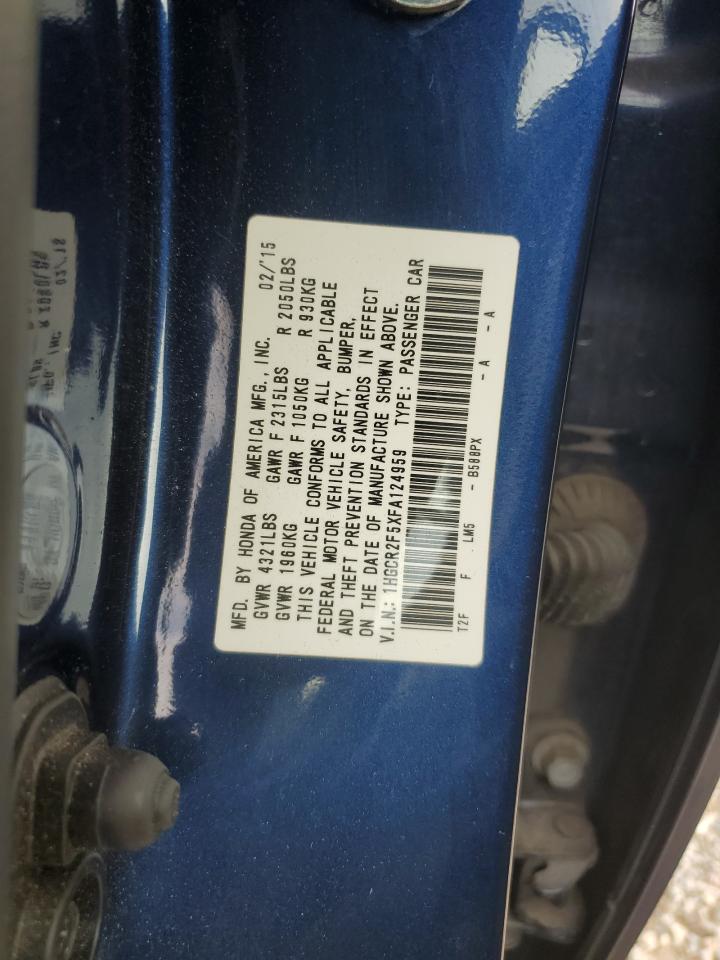 MFD. BY HONDA OF AMERICA MFG., INC. 02/'15
GVWR 4321LBS GAWR F 2315LBS R 2050LBS
GVWR 1960KG GAWR F 1050KG R 930KG
THIS VEHICLE CONFORMS TO ALL APPLICABLE
FEDERAL MOTOR VEHICLE SAFETY, BUMPER,
AND THEFT PREVENTION STANDARDS IN EFFECT
ON THE DATE OF MANUFACTURE SHOWN ABOVE.
V.I.N.: 1HGCR2F5XFA124959 TYPE: PASSENGER CAR
T2F F LM5 - B588PX - A - A